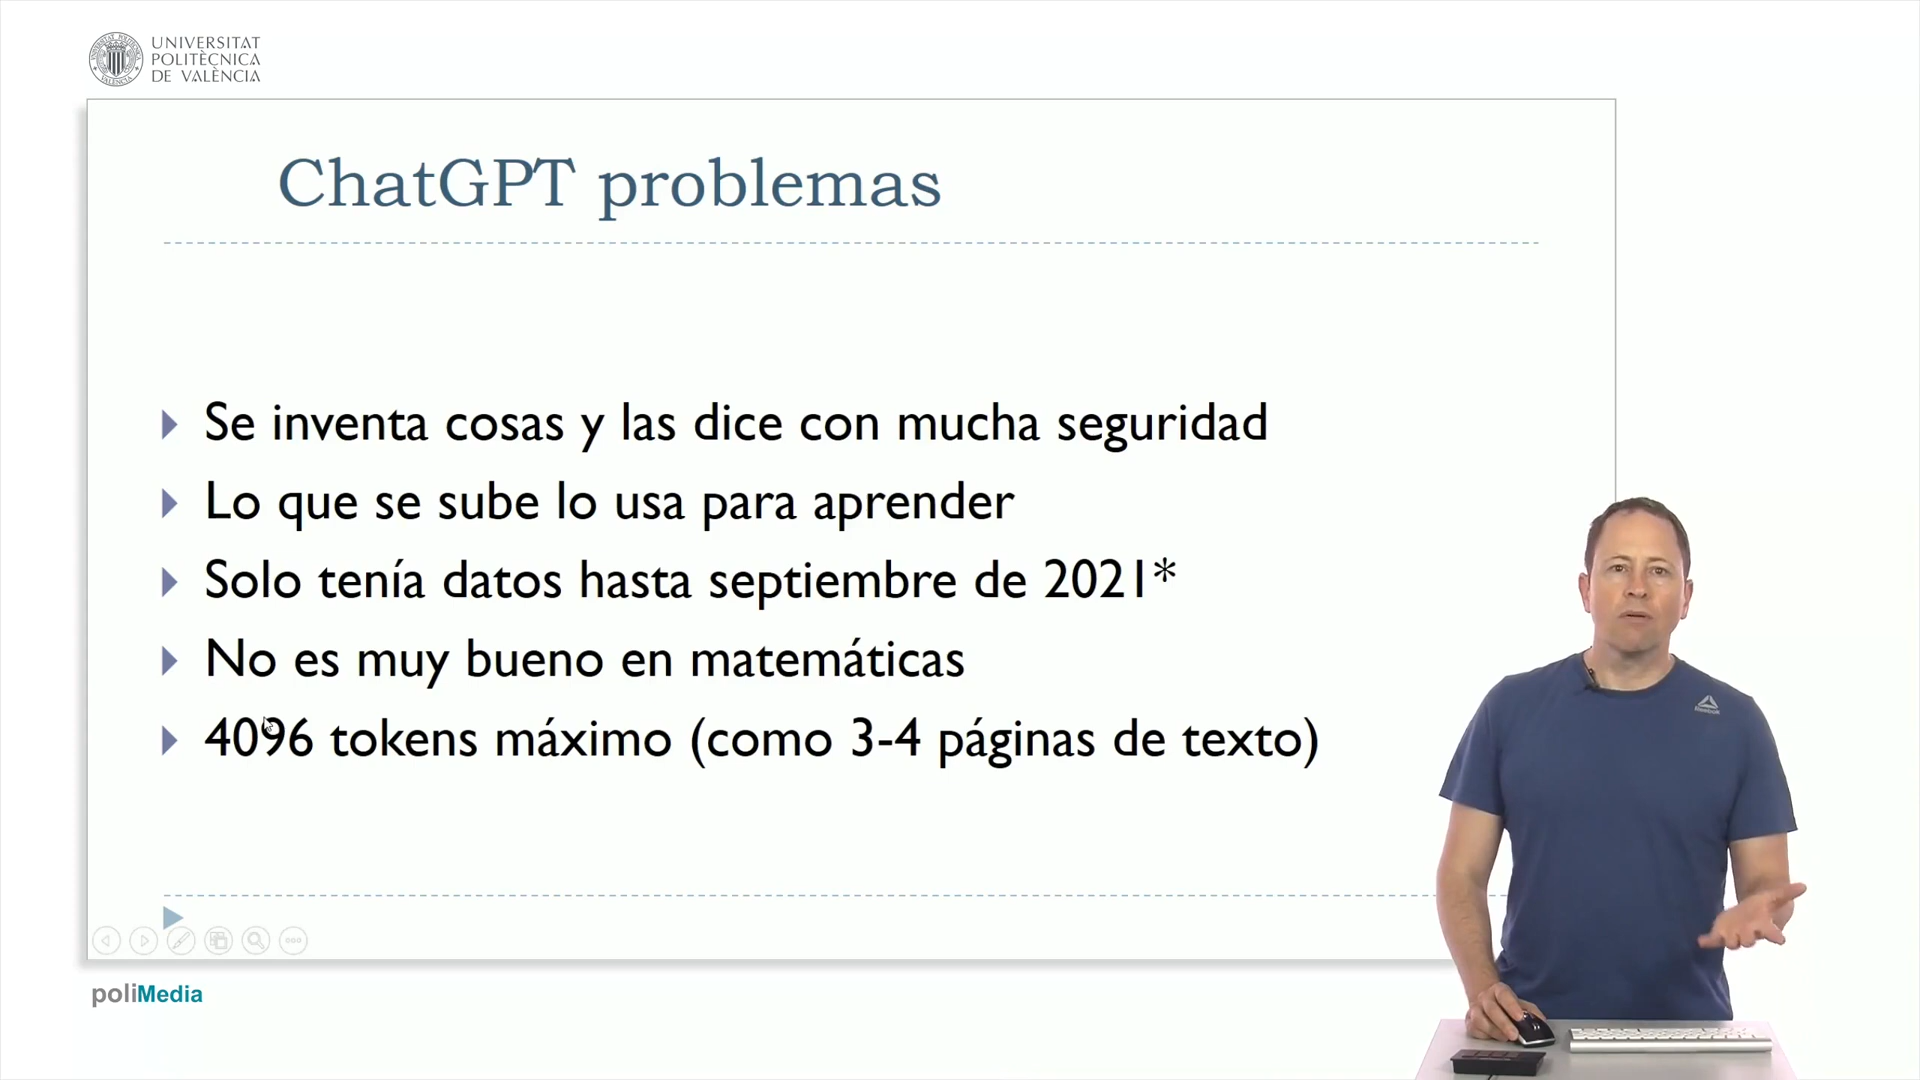 UNIVERSITAT
POLITÈCNICA
DE VALÈNCIA
ChatGPT problemas
Se inventa cosas y las dice con mucha seguridad
Lo que se sube lo usa para aprender
Solo tenía datos hasta septiembre de 2021*
No es muy bueno en matemáticas
4096 tokens máximo (como 3-4 páginas de texto)
Reebok
poliMedia